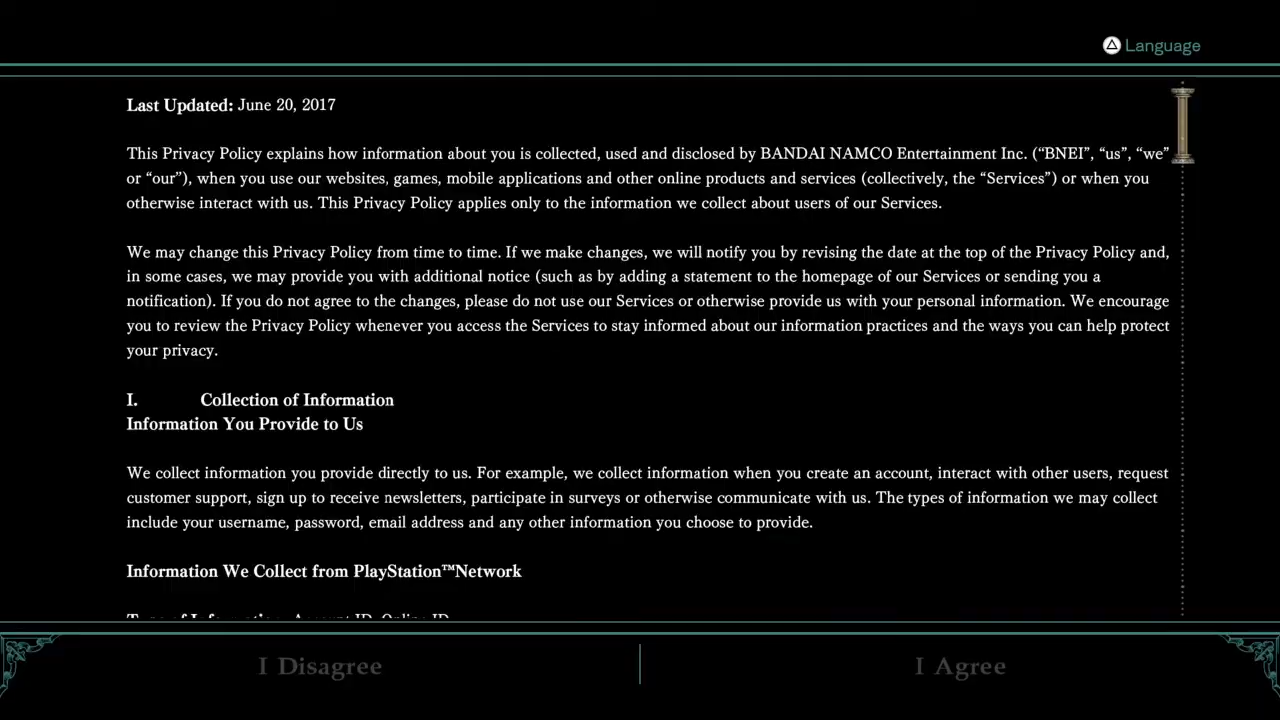 Language
Last Updated: June 20, 2017
This Privacy Policy explains how information about you is collected, used and disclosed by BANDAI NAMCO Entertainment Inc. (“BNEI”, “us”, “we”
or “our”), when you use our websites, games, mobile applications and other online products and services (collectively, the “Services”) or when you
otherwise interact with us. This Privacy Policy applies only to the information we collect about users of our Services.
We may change this Privacy Policy from time to time. If we make changes, we will notify you by revising the date at the top of the Privacy Policy and,
in some cases, we may provide you with additional notice (such as by adding a statement to the homepage of our Services or sending you a
notification). If you do not agree to the changes, please do not use our Services or otherwise provide us with your personal information. We encourage
you to review the Privacy Policy whenever you access the Services to stay informed about our information practices and the ways you can help protect
your privacy.
I. Collection of Information
Information You Provide to Us
We collect information you provide directly to us. For example, we collect information when you create an account, interact with other users, request
customer support, sign up to receive newsletters, participate in surveys or otherwise communicate with us. The types of information we may collect
include your username, password, email address and any other information you choose to provide.
Information We Collect from PlayStation™Network
Type of Information: Account ID, Online ID
I Disagree
I Agree